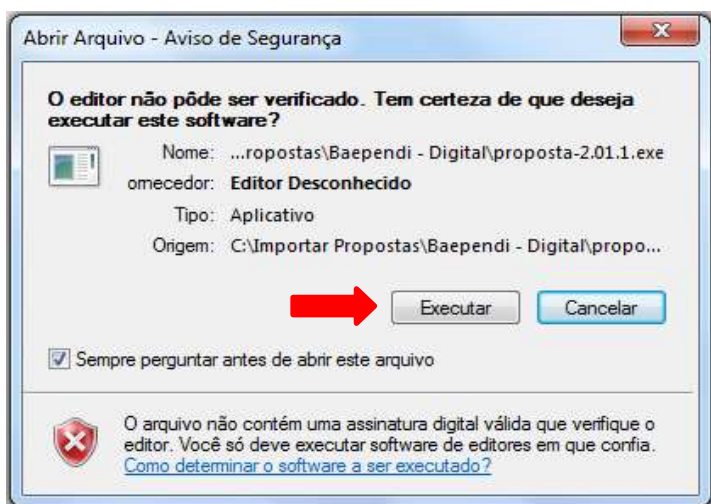 Abrir Arquivo - Aviso de Segurança
O editor não pôde ser verificado. Tem certeza de que deseja
executar este software?
Nome: ...ropostas\Baependi - Digital\proposta-2.01.1.exe
omecedor: Editor Desconhecido
Tipo: Aplicativo
Origem: C:\Importar Propostas\Baependi - Digital\propo...
Executar Cancelar
Sempre perguntar antes de abrir este arquivo
O arquivo não contém uma assinatura digital válida que verifique o
editor. Você só deve executar software de editores em que confia.
Como determinar o software a ser executado?